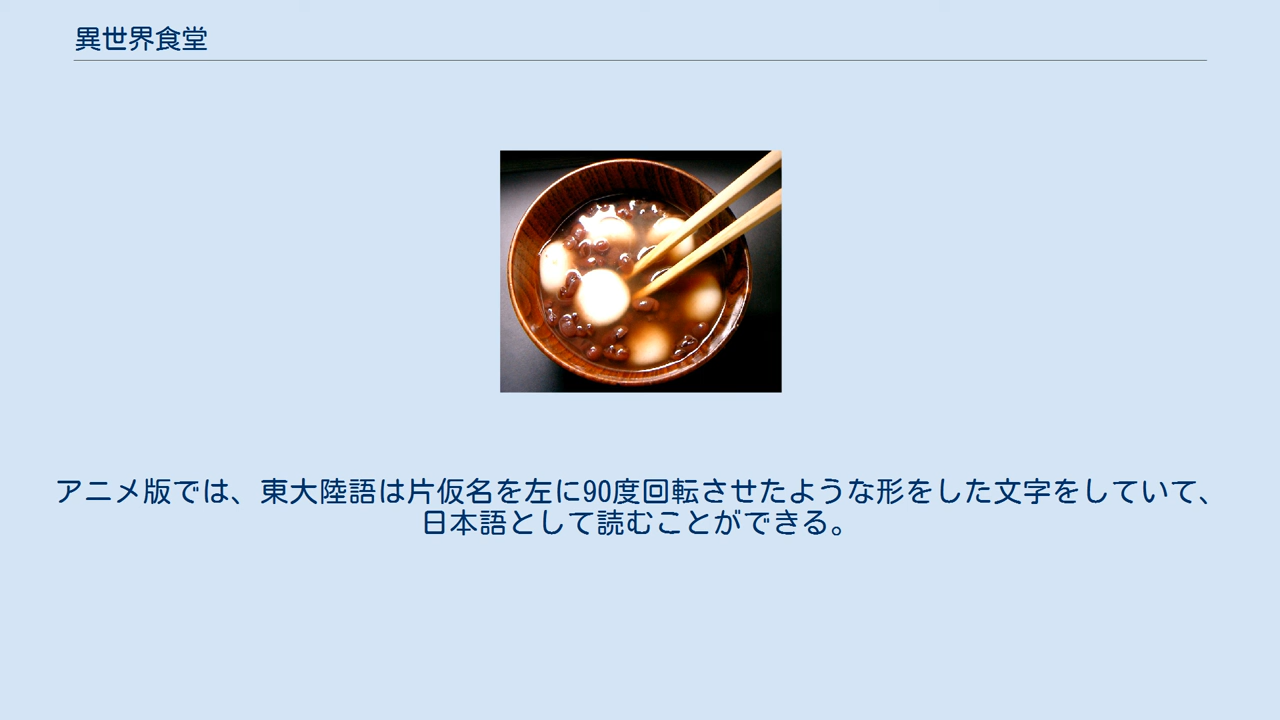 異世界食堂
アニメ版では、東大陸語は片仮名を左に90度回転させたような形をした文字をしていて、
日本語として読むことができる。